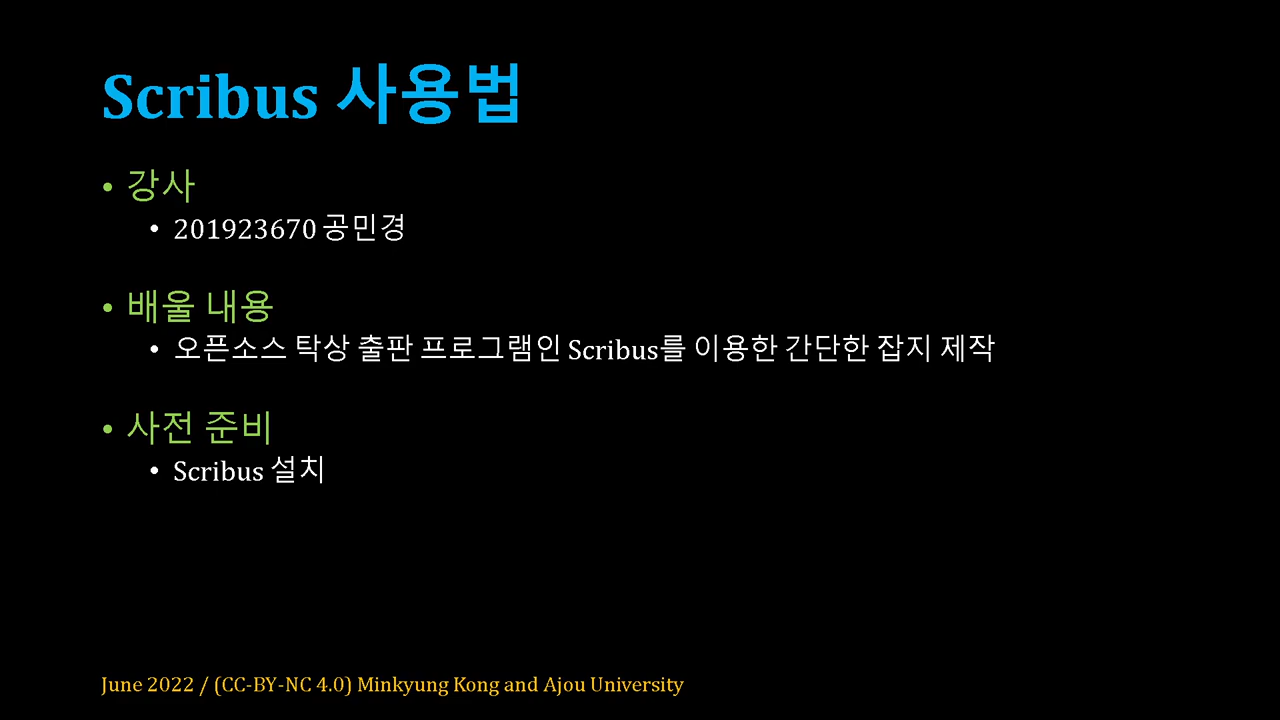 Scribus 사용법
• 강사
• 201923670 공민경
• 배울 내용
• 오픈소스 탁상 출판 프로그램인 Scribus를 이용한 간단한 잡지 제작
• 사전 준비
• Scribus 설치
June 2022 / (CC-BY-NC 4.0) Minkyung Kong and Ajou University